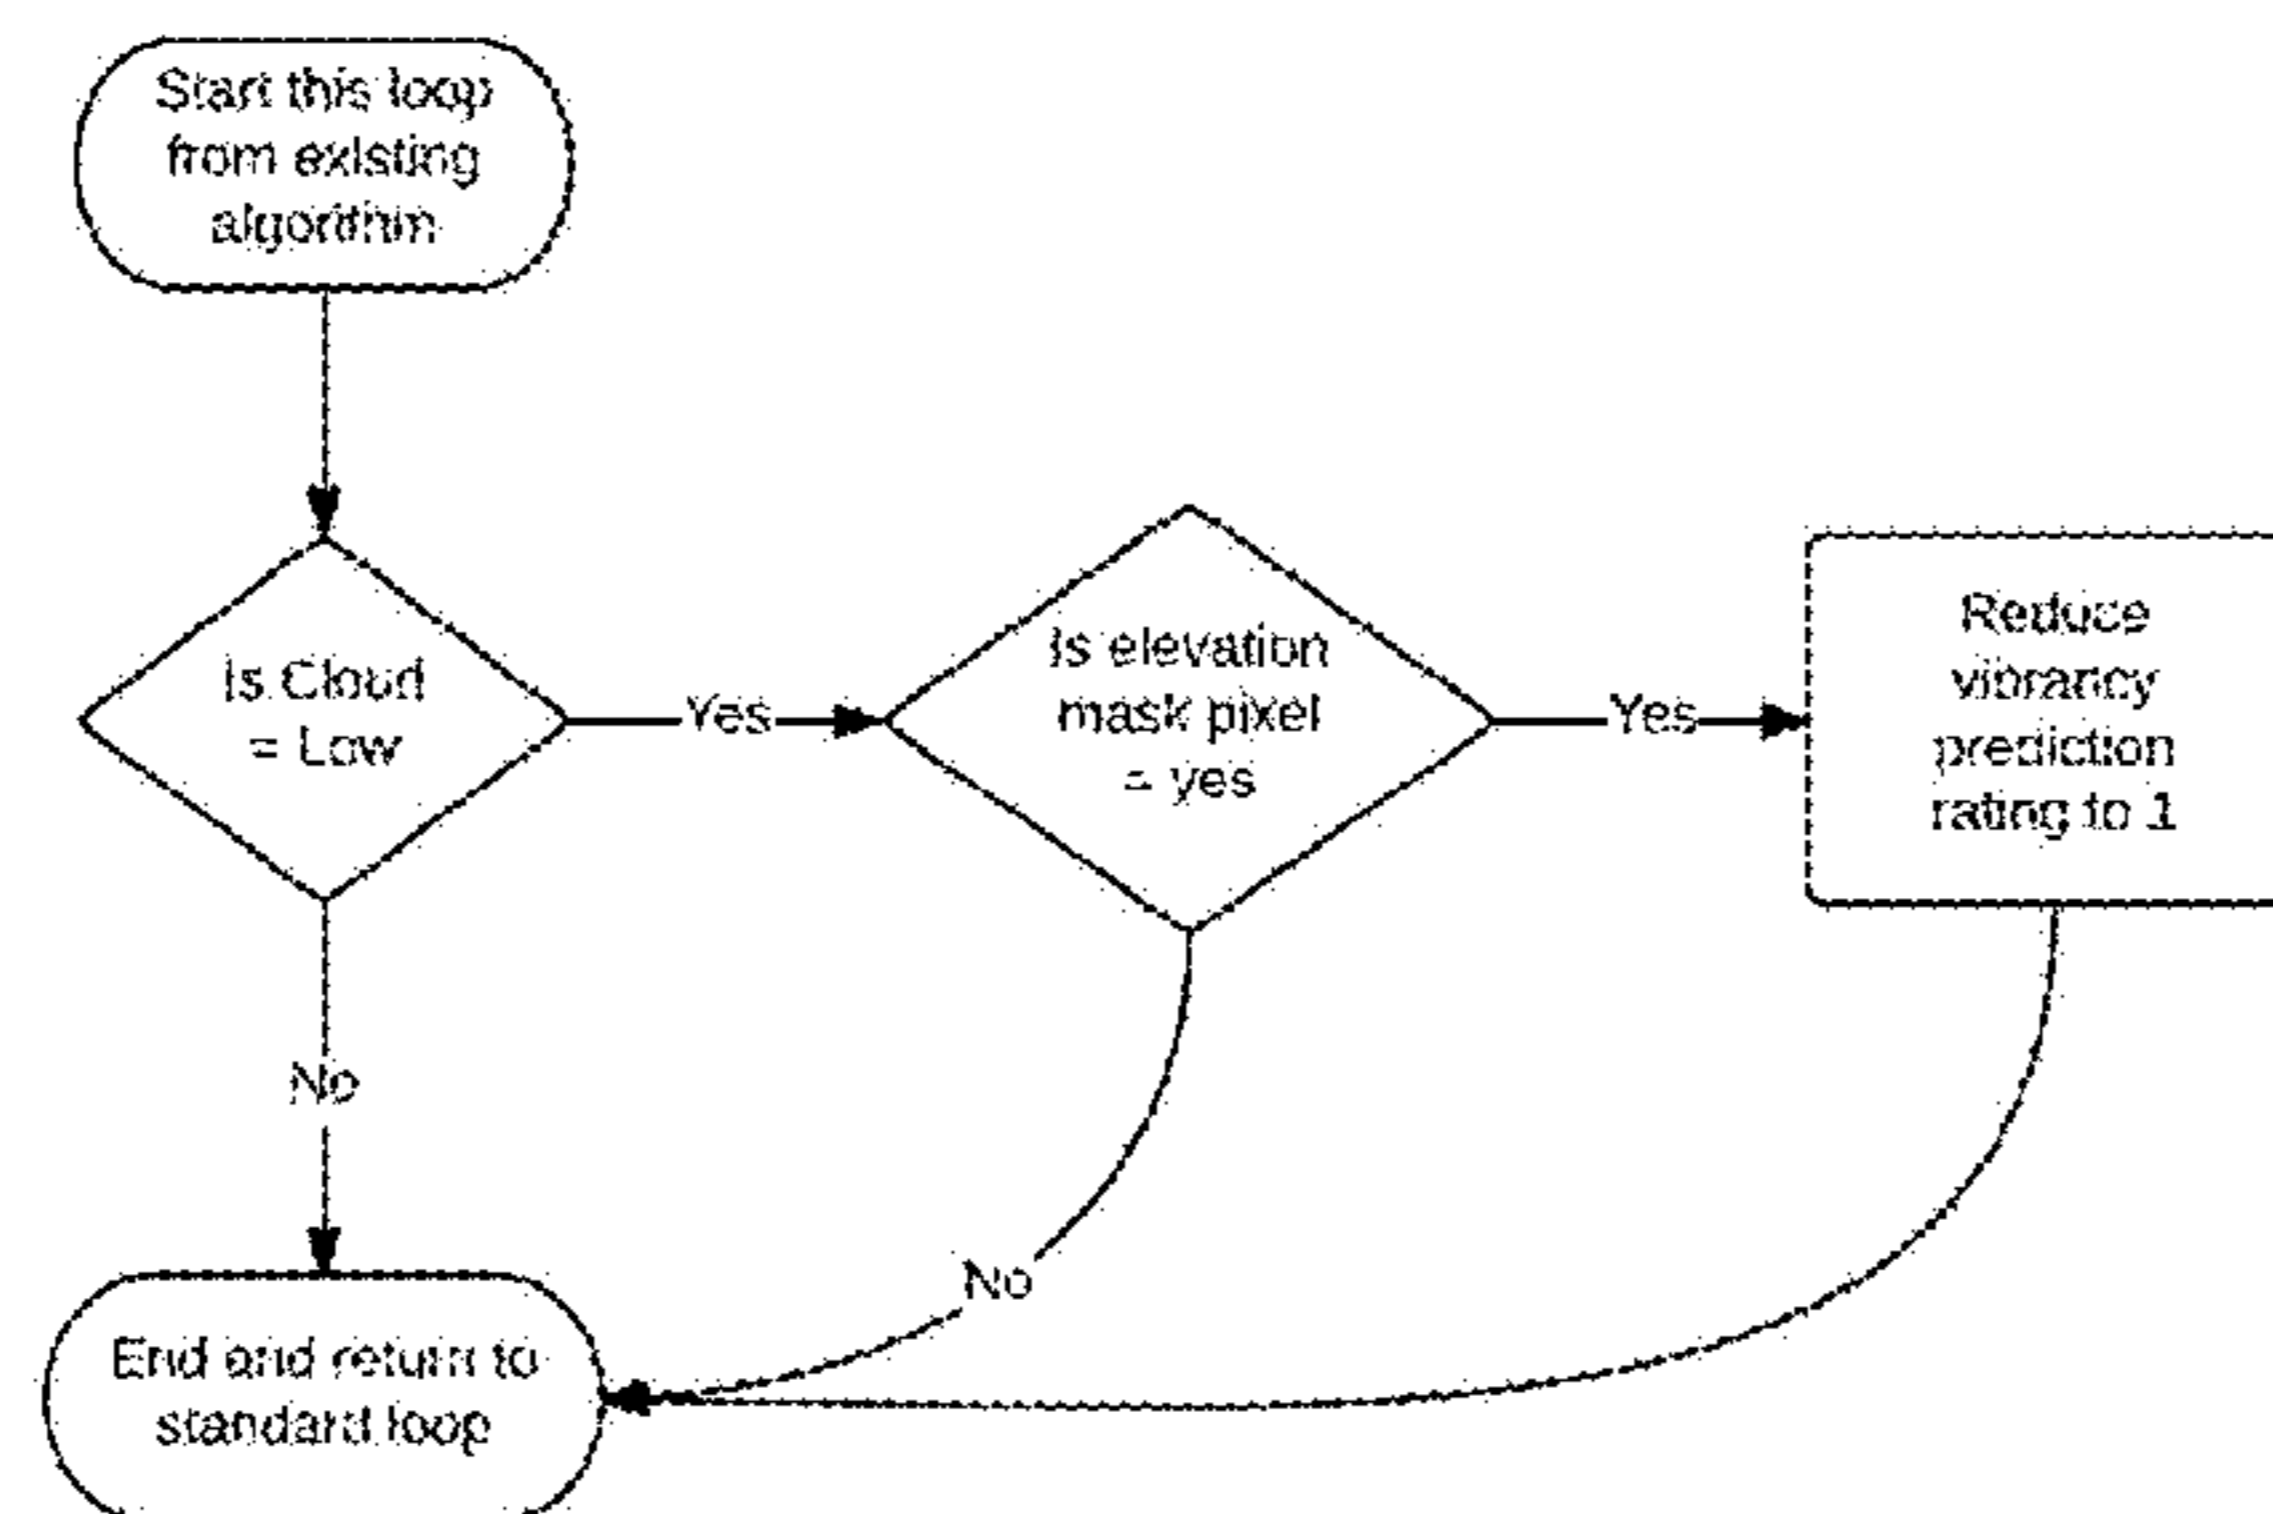 Start this loop
from existing
algorithm
Is Cloud
= Low
Yes
Is elevation
mask pixel
= yes
Yes
Reduce
vibrancy
prediction
rating to 1
No
No
End and return to
standard loop